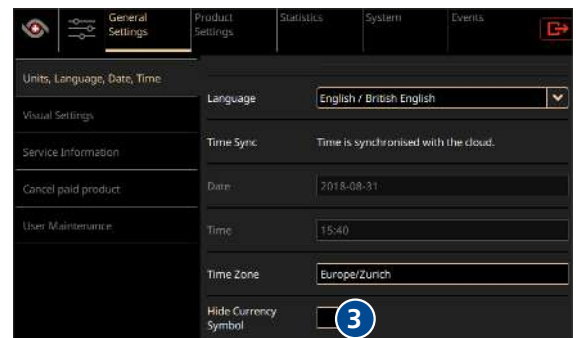 General
Settings
Product
Settings
Statistics
System
Events
Units, Language, Date, Time
Visual Settings
Service Information
Cancel paid product
User Maintenance
Language
English / British English
Time Sync
Time is synchronised with the cloud.
Date
2018-08-31
Time
15:40
Time Zone
Europe/Zurich
Hide Currency
Symbol
3